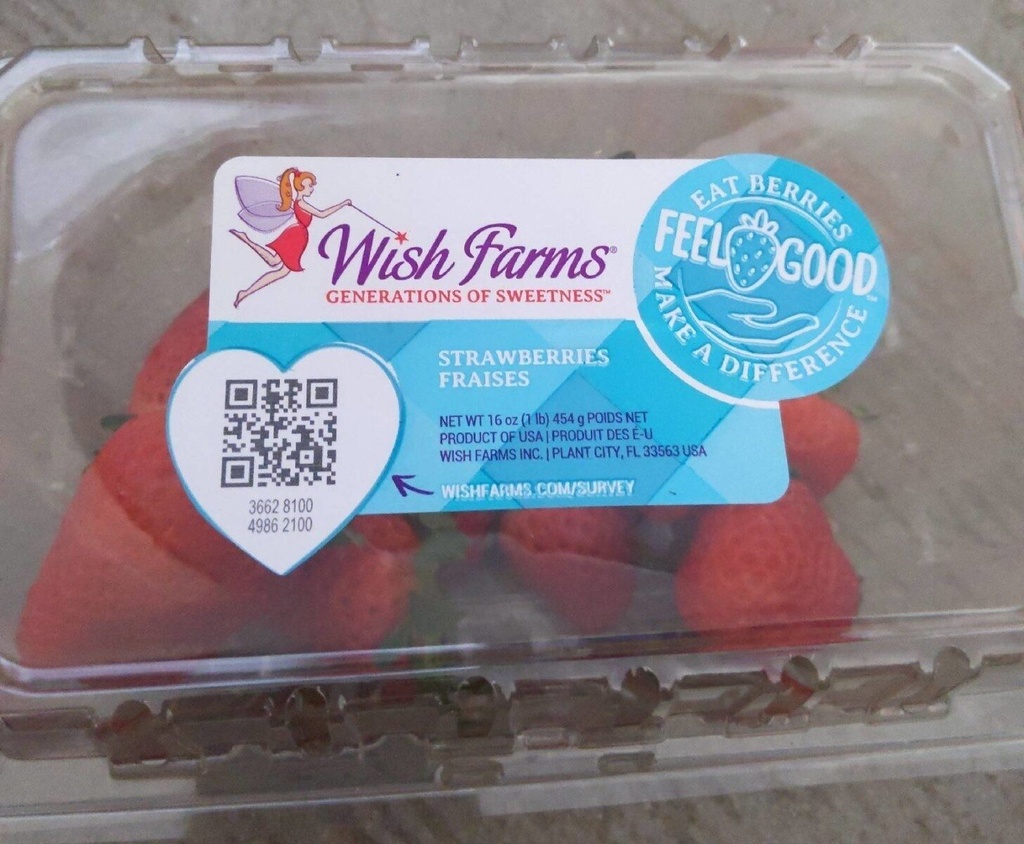 Wish Farms®
GENERATIONS OF SWEETNESS™
EAT BERRIES
FEEL GOOD™
MAKE A DIFFERENCE
STRAWBERRIES
FRAISES
NET WT 16 oz (1 lb) 454 g POIDS NET
PRODUCT OF USA | PRODUIT DES É-U
WISH FARMS INC. | PLANT CITY, FL 33563 USA
WISHFARMS.COM/SURVEY
3662 8100
4986 2100